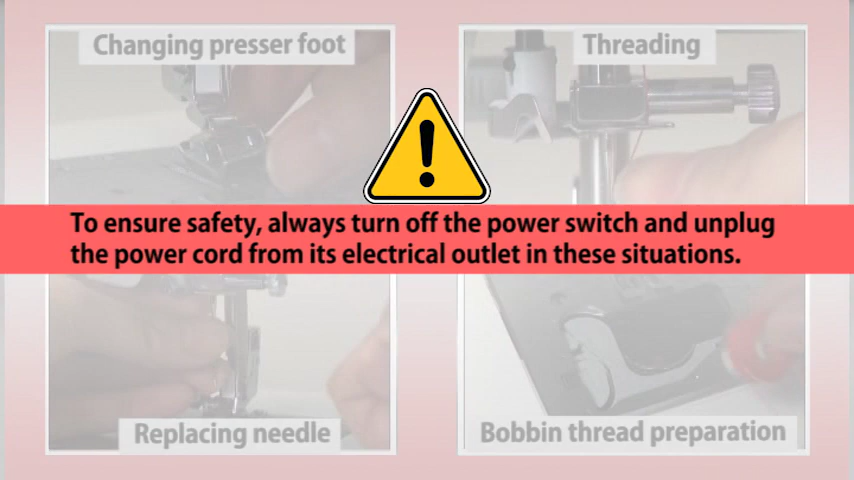 Changing presser foot
Threading
To ensure safety, always turn off the power switch and unplug
the power cord from its electrical outlet in these situations.
Replacing needle
Bobbin thread preparation